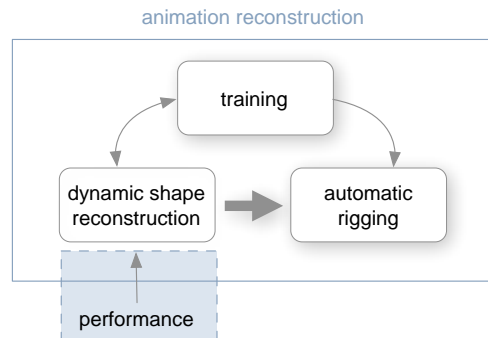 animation reconstruction
training
dynamic shape
reconstruction
automatic
rigging
performance